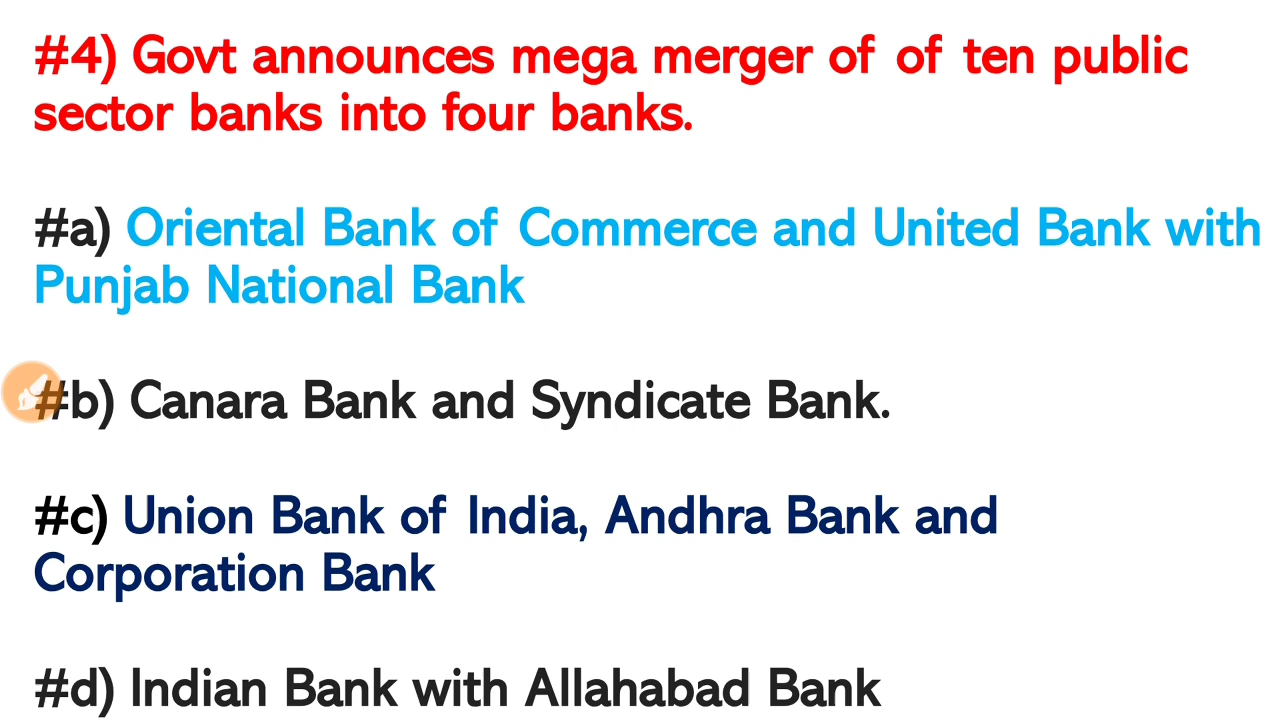 #4) Govt announces mega merger of of ten public
sector banks into four banks.
#a) Oriental Bank of Commerce and United Bank with
Punjab National Bank
#b) Canara Bank and Syndicate Bank.
#c) Union Bank of India, Andhra Bank and
Corporation Bank
#d) Indian Bank with Allahabad Bank